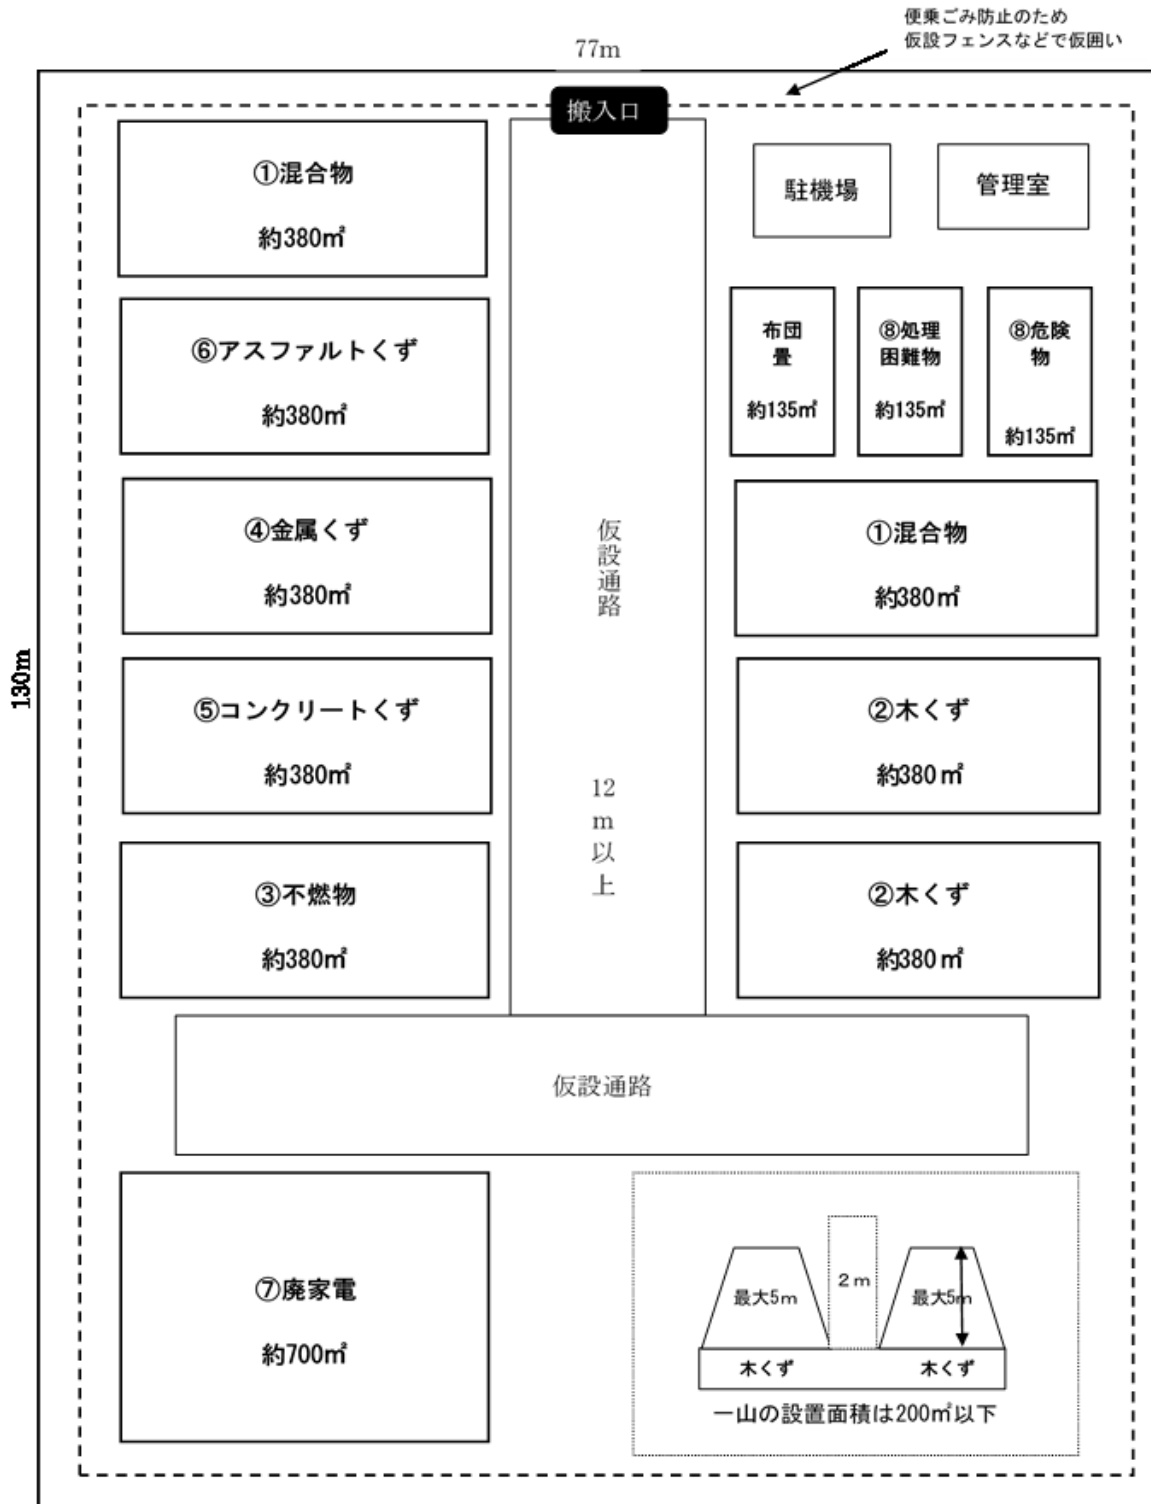 便乗ごみ防止のため
仮設フェンスなどで仮囲い
77m
搬入口
①混合物
約380㎡
駐機場
管理室
⑥アスファルトくず
約380㎡
布団
畳
約135㎡
⑧処理
困難物
約135㎡
⑧危険
物
約135㎡
④金属くず
約380㎡
仮設通路
12m以上
①混合物
約380㎡
130m
⑤コンクリートくず
約380㎡
②木くず
約380㎡
③不燃物
約380㎡
②木くず
約380㎡
仮設通路
⑦廃家電
約700㎡
最大5m
2m
最大5m
木くず
木くず
一山の設置面積は200㎡以下